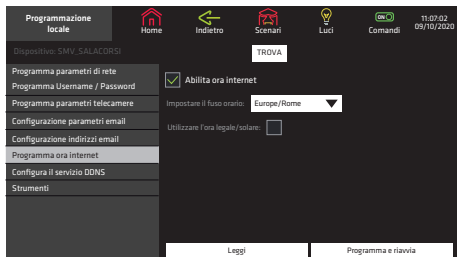 Programmazione
locale
Home
Indietro
Scenari
Luci
ON
Comandi
11:07:02
09/10/2020
Dispositivo: SMV_SALACORSI
TROVA
Programma parametri di rete
Programma Username / Password
Programma parametri telecamere
Configurazione parametri email
Configurazione indirizzi email
Programma ora internet
Configura il servizio DDNS
Strumenti
Abilita ora internet
Impostare il fuso orario:
Europe/Rome
Utilizzare l'ora legale/solare:
Leggi
Programma e riavvia